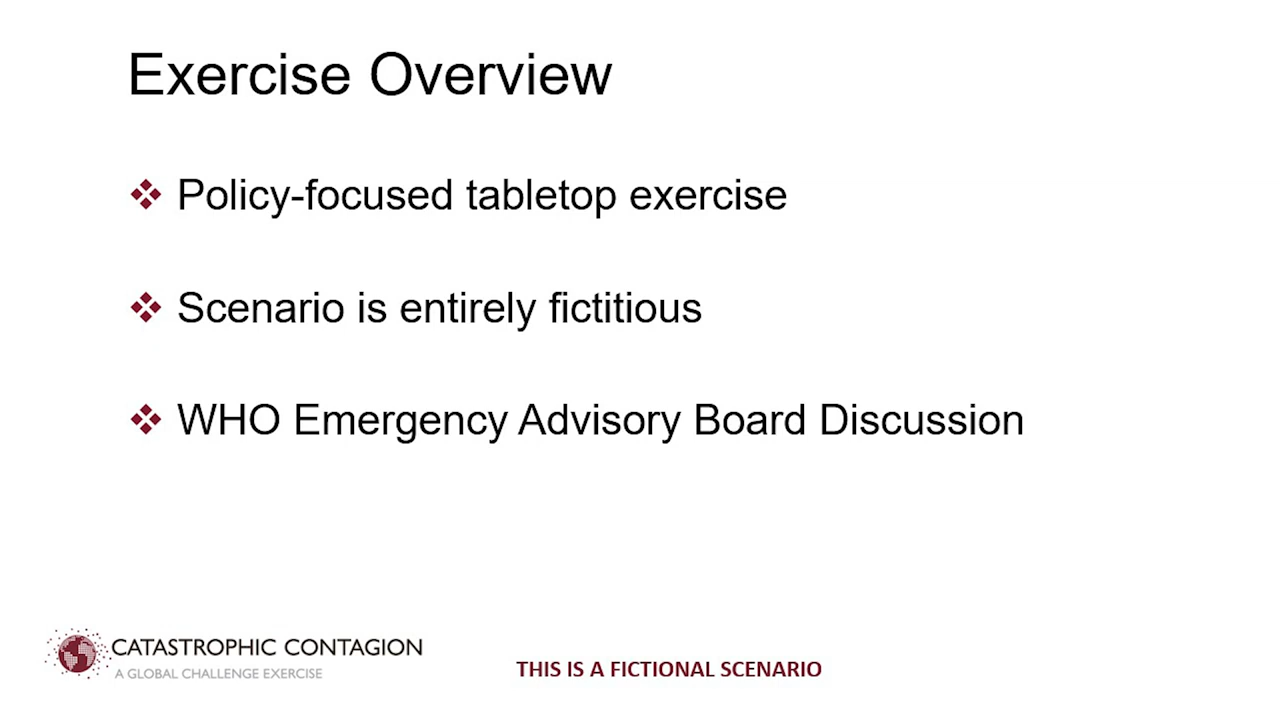 Exercise Overview
Policy-focused tabletop exercise
Scenario is entirely fictitious
WHO Emergency Advisory Board Discussion
CATASTROPHIC CONTAGION
A GLOBAL CHALLENGE EXERCISE
THIS IS A FICTIONAL SCENARIO